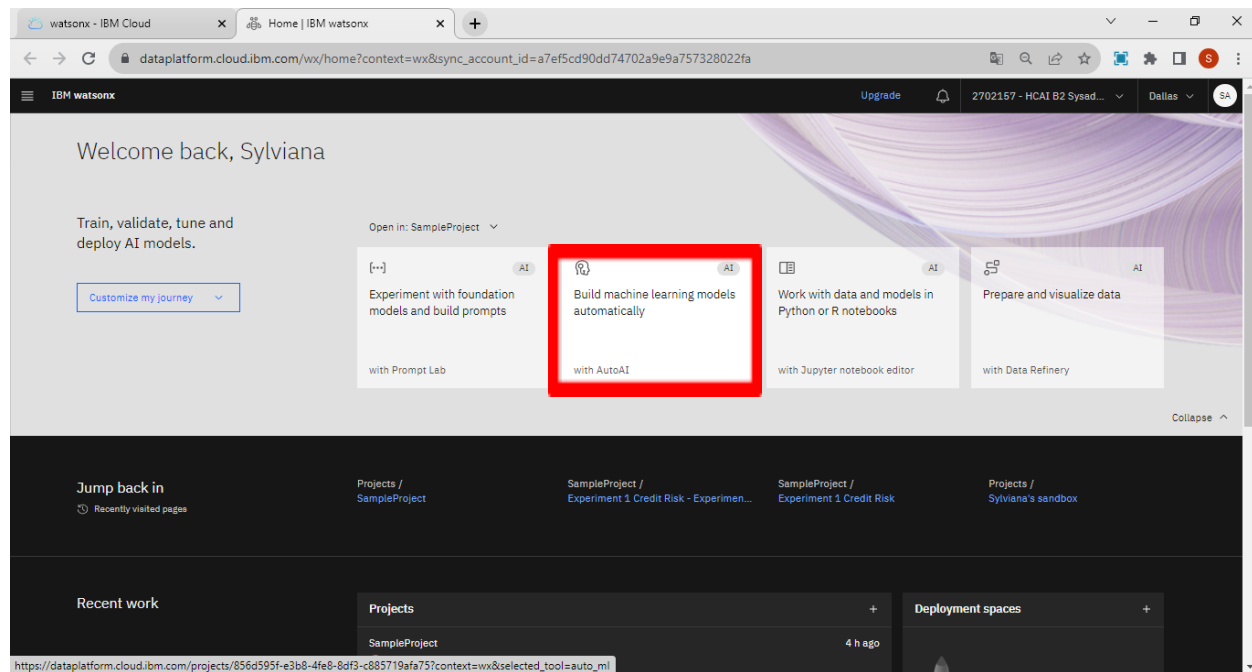 watsonx - IBM Cloud
Home | IBM watsonx
dataplatform.cloud.ibm.com/wx/home?context=wx&sync_account_id=a7ef5cd90dd74702a9e9a757328022fa
S
IBM watsonx
Upgrade
2702157 - HCAI B2 Sysad...
Dallas
SA
Welcome back, Sylviana
Train, validate, tune and
deploy AI models.
Customize my journey
Open in: SampleProject
AI
Experiment with foundation
models and build prompts
with Prompt Lab
AI
Build machine learning models
automatically
with AutoAI
AI
Work with data and models in
Python or R notebooks
with Jupyter notebook editor
AI
Prepare and visualize data
with Data Refinery
Collapse
Jump back in
Recently visited pages
Projects /
SampleProject
SampleProject /
Experiment 1 Credit Risk - Experimen...
SampleProject /
Experiment 1 Credit Risk
Projects /
Sylviana's sandbox
Recent work
Projects
SampleProject
4 h ago
Deployment spaces
https://dataplatform.cloud.ibm.com/projects/856d595f-e3b8-4fe8-8df3-c885719afa75?context=wx&selected_tool=auto_ml